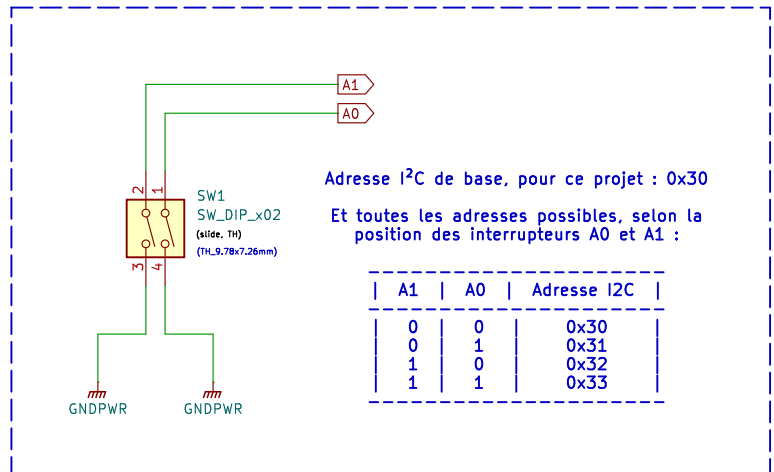 A1
A0
2 1
SW1
SW_DIP_x02
(slide, TH)
(TH_9.78x7.26mm)
3 4
GNDPWR
GNDPWR
Adresse I²C de base, pour ce projet : 0x30
Et toutes les adresses possibles, selon la
position des interrupteurs A0 et A1 :
| A1 | A0 | Adresse I2C |
| 0 | 0 | 0x30 |
| 0 | 1 | 0x31 |
| 1 | 0 | 0x32 |
| 1 | 1 | 0x33 |